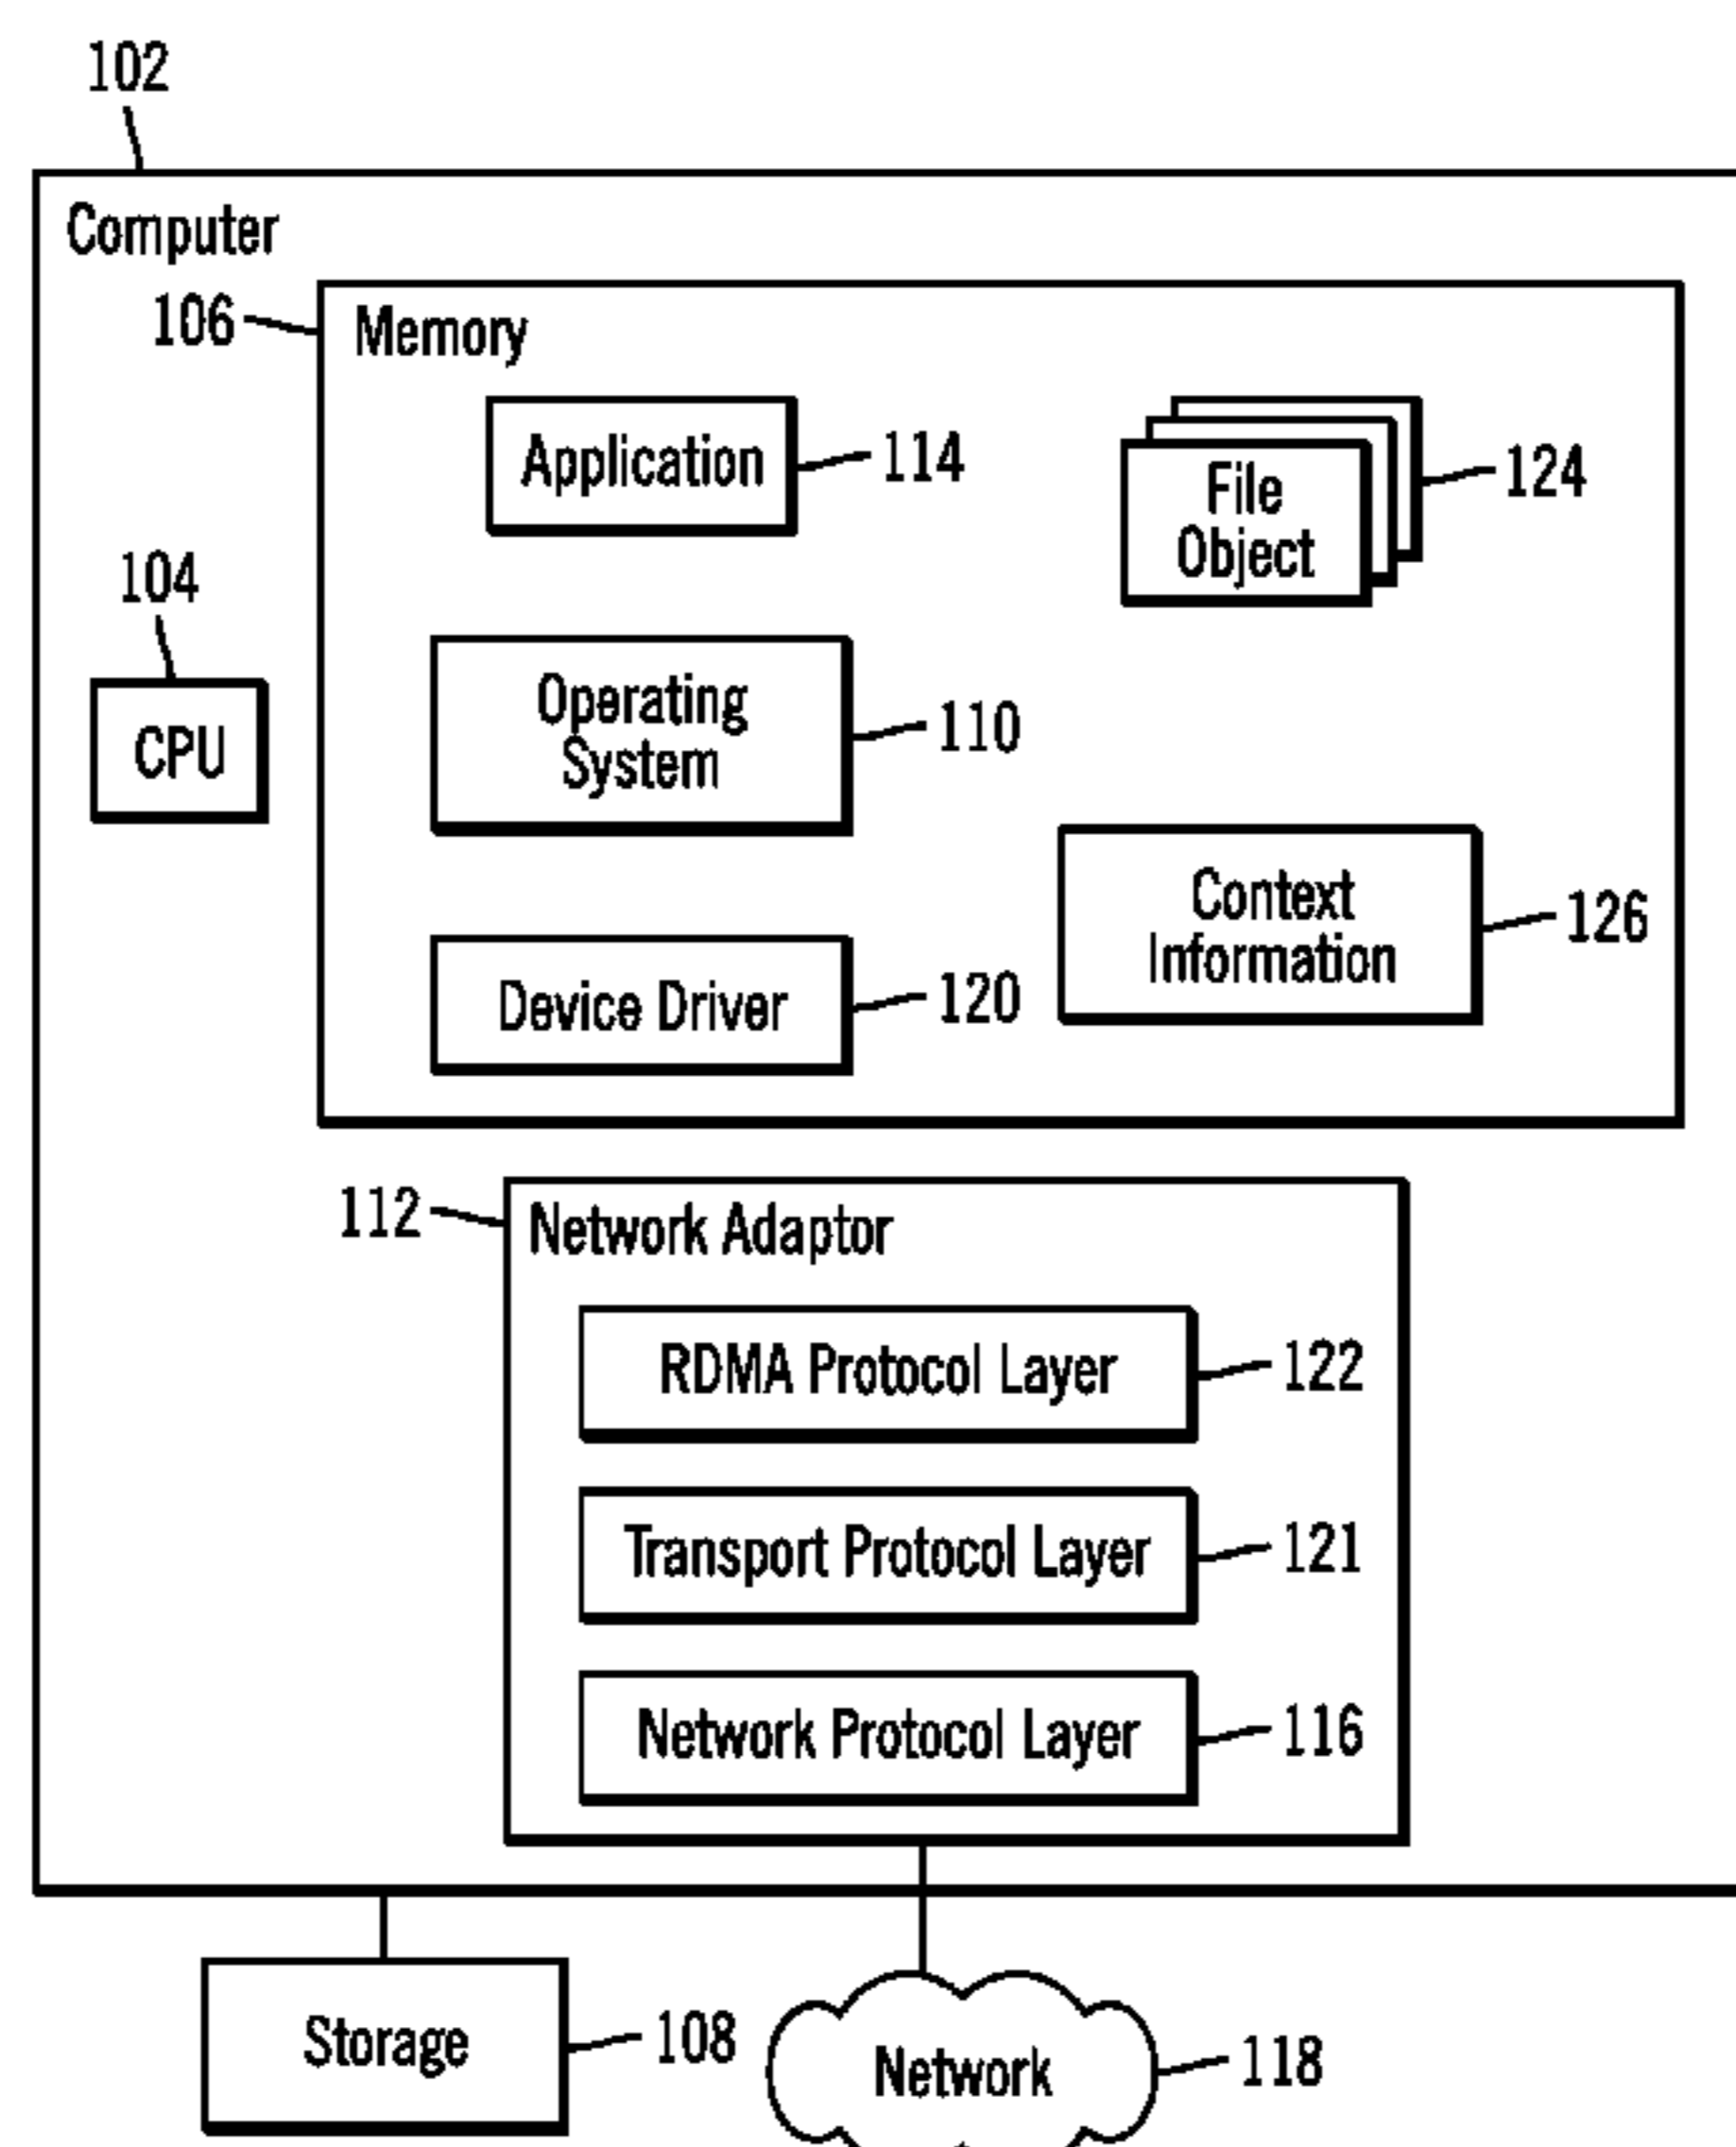 102
Computer
106
Memory
Application
114
File
Object
124
104
CPU
Operating
System
110
Context
Information
126
Device Driver
120
112
Network Adaptor
RDMA Protocol Layer
122
Transport Protocol Layer
121
Network Protocol Layer
116
Storage
108
Network
118